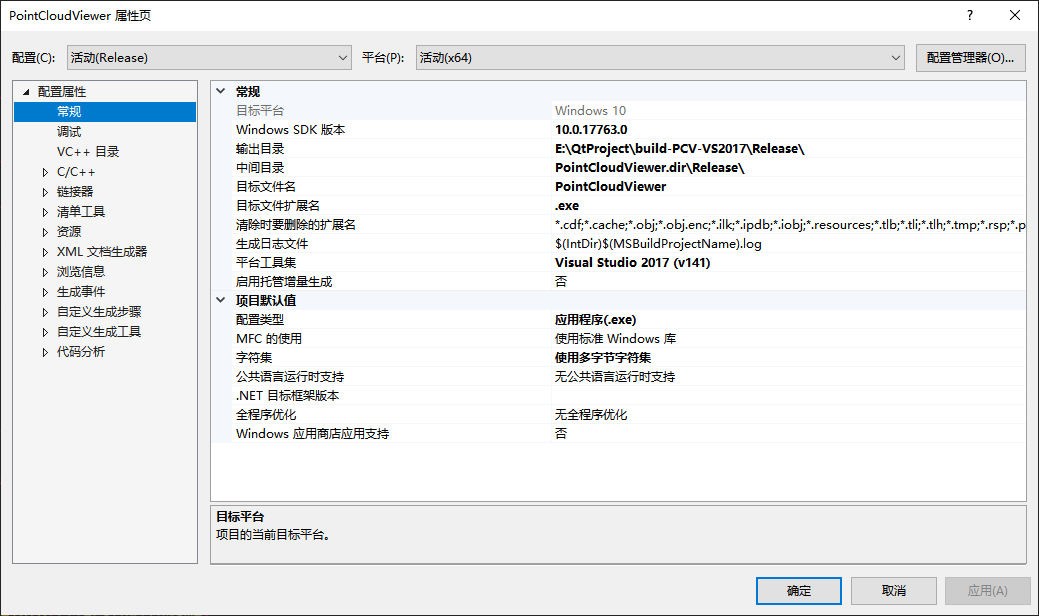 PointCloudViewer 属性页
配置(C): 活动(Release) 平台(P): 活动(x64) 配置管理器(O)...
配置属性
常规
调试
VC++ 目录
C/C++
链接器
清单工具
资源
XML 文档生成器
浏览信息
生成事件
自定义生成步骤
自定义生成工具
代码分析
常规
目标平台 Windows 10
Windows SDK 版本 10.0.17763.0
输出目录 E:\QtProject\build-PCV-VS2017\Release\
中间目录 PointCloudViewer.dir\Release\
目标文件名 PointCloudViewer
目标文件扩展名 .exe
清除时要删除的扩展名 *.cdf;*.cache;*.obj;*.obj.enc;*.ilk;*.ipdb;*.iobj;*.resources;*.tlb;*.tli;*.tlh;*.tmp;*.rsp;*.p
生成日志文件 $(IntDir)$(MSBuildProjectName).log
平台工具集 Visual Studio 2017 (v141)
启用托管增量生成 否
项目默认值
配置类型 应用程序(.exe)
MFC 的使用 使用标准 Windows 库
字符集 使用多字节字符集
公共语言运行时支持 无公共语言运行时支持
.NET 目标框架版本
全程序优化 无全程序优化
Windows 应用商店应用支持 否
目标平台
项目的当前目标平台。
确定 取消 应用(A)